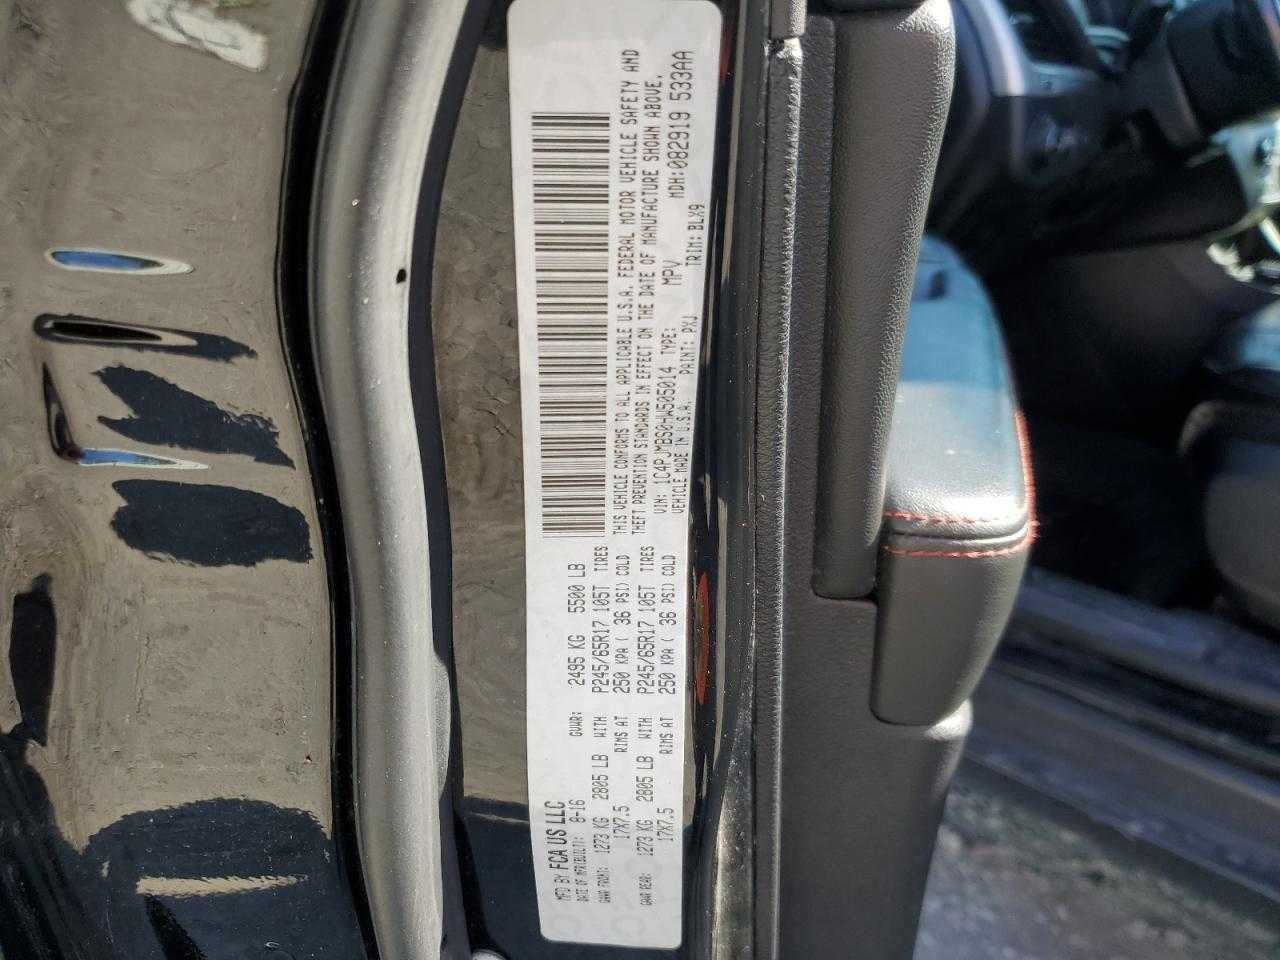 MFD BY FCA US LLC
DATE OF MFR(BUILT): 8-16 GVWR: 2495 KG 5500 LB
GAWR FRONT: 1273 KG 2805 LB WITH P245/65R17 105T TIRES
17X7.5 RIMS AT 250 KPA ( 36 PSI) COLD
GAWR REAR: 1273 KG 2805 LB WITH P245/65R17 105T TIRES
17X7.5 RIMS AT 250 KPA ( 36 PSI) COLD
THIS VEHICLE CONFORMS TO ALL APPLICABLE U.S.A. FEDERAL MOTOR VEHICLE SAFETY AND
THEFT PREVENTION STANDARDS IN EFFECT ON THE DATE OF MANUFACTURE SHOWN ABOVE.
VIN: 1C4PJMBS0HW505014 TYPE: MPV MDH:082919 533AA
VEHICLE MADE IN U.S.A. PAINT: PXJ TRIM: BLX9